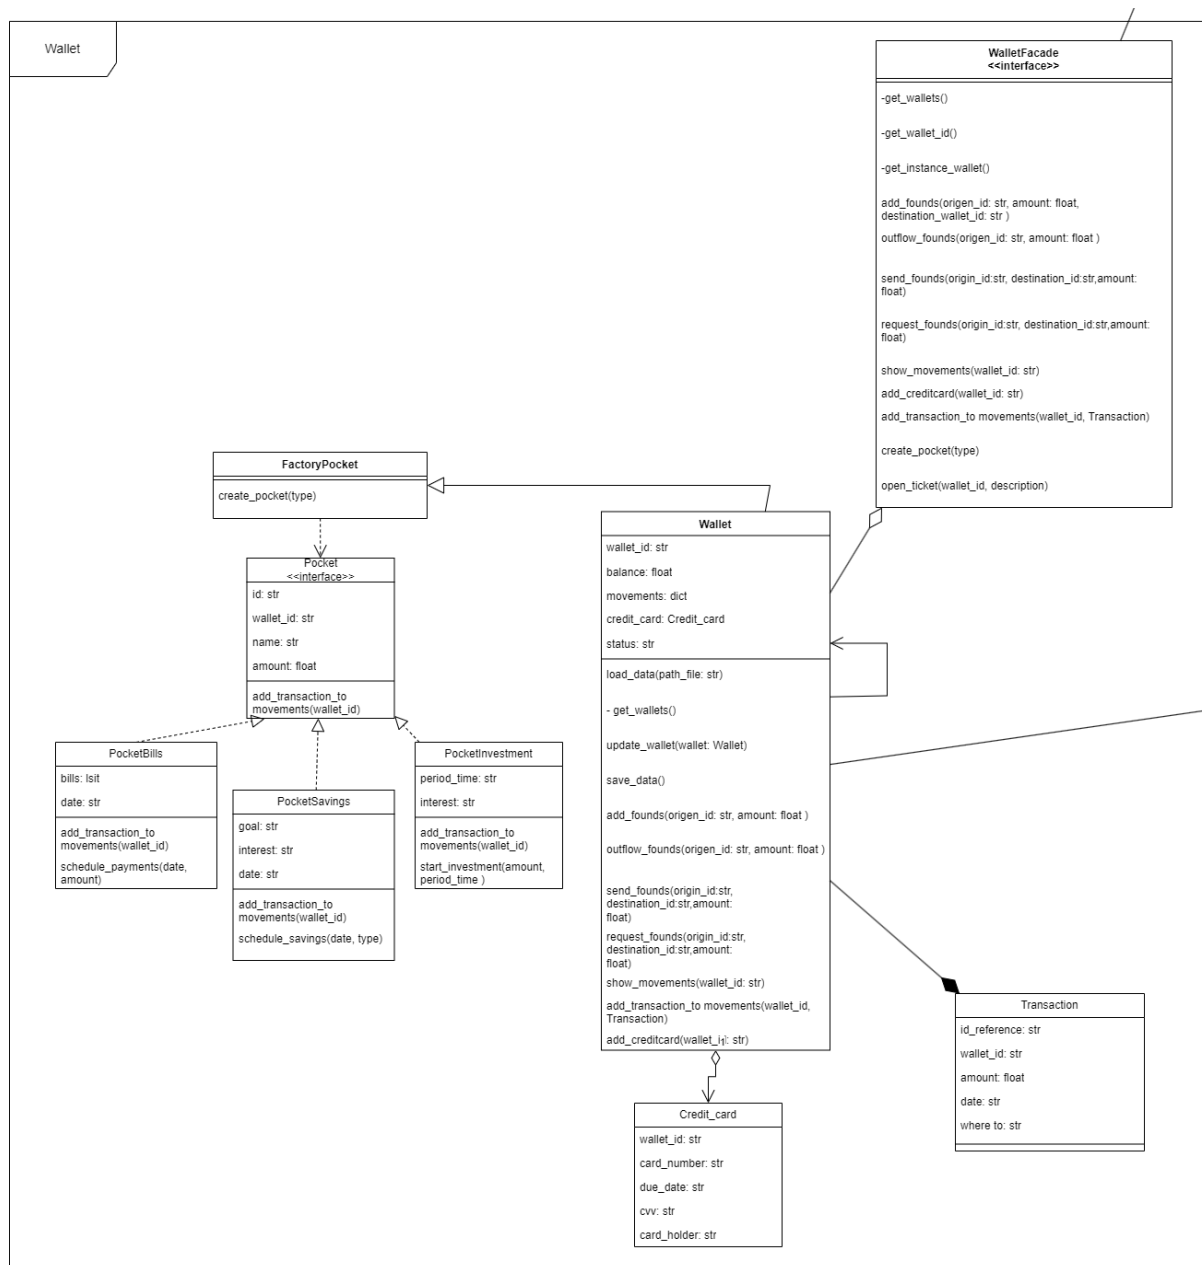 Wallet
WalletFacade
<<interface>>
-get_wallets()
-get_wallet_id()
-get_instance_wallet()
add_founds(origen_id: str, amount: float,
destination_wallet_id: str )
outflow_founds(origen_id: str, amount: float )
send_founds(origin_id:str, destination_id:str,amount:
float)
request_founds(origin_id:str, destination_id:str,amount:
float)
show_movements(wallet_id: str)
add_creditcard(wallet_id: str)
add_transaction_to movements(wallet_id, Transaction)
create_pocket(type)
open_ticket(wallet_id, description)
FactoryPocket
create_pocket(type)
Pocket
<<interface>>
id: str
wallet_id: str
name: str
amount: float
add_transaction_to
movements(wallet_id)
PocketBills
bills: lsit
date: str
add_transaction_to
movements(wallet_id)
schedule_payments(date,
amount)
PocketSavings
goal: str
interest: str
date: str
add_transaction_to
movements(wallet_id)
schedule_savings(date, type)
PocketInvestment
period_time: str
interest: str
add_transaction_to
movements(wallet_id)
start_investment(amount,
period_time )
Wallet
wallet_id: str
balance: float
movements: dict
credit_card: Credit_card
status: str
load_data(path_file: str)
- get_wallets()
update_wallet(wallet: Wallet)
save_data()
add_founds(origen_id: str, amount: float )
outflow_founds(origen_id: str, amount: float )
send_founds(origin_id:str,
destination_id:str,amount:
float)
request_founds(origin_id:str,
destination_id:str,amount:
float)
show_movements(wallet_id: str)
add_transaction_to movements(wallet_id,
Transaction)
add_creditcard(wallet_id: str)
1
Credit_card
wallet_id: str
card_number: str
due_date: str
cvv: str
card_holder: str
Transaction
id_reference: str
wallet_id: str
amount: float
date: str
where to: str